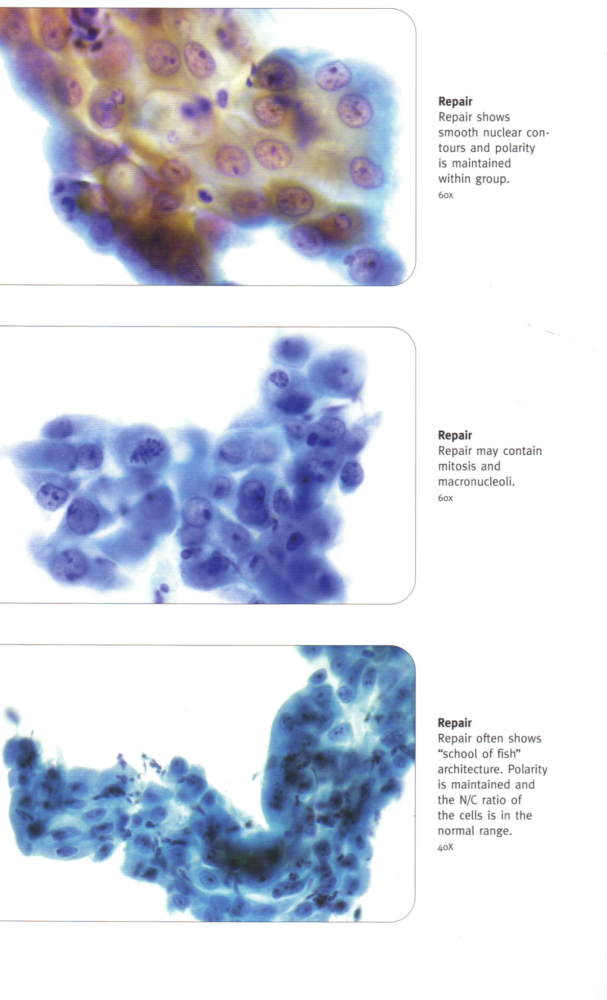 Repair
Repair shows
smooth nuclear con-
tours and polarity
is maintained
within group.
60x
Repair
Repair may contain
mitosis and
macronucleoli.
60x
Repair
Repair often shows
“school of fish”
architecture. Polarity
is maintained and
the N/C ratio of
the cells is in the
normal range.
40X